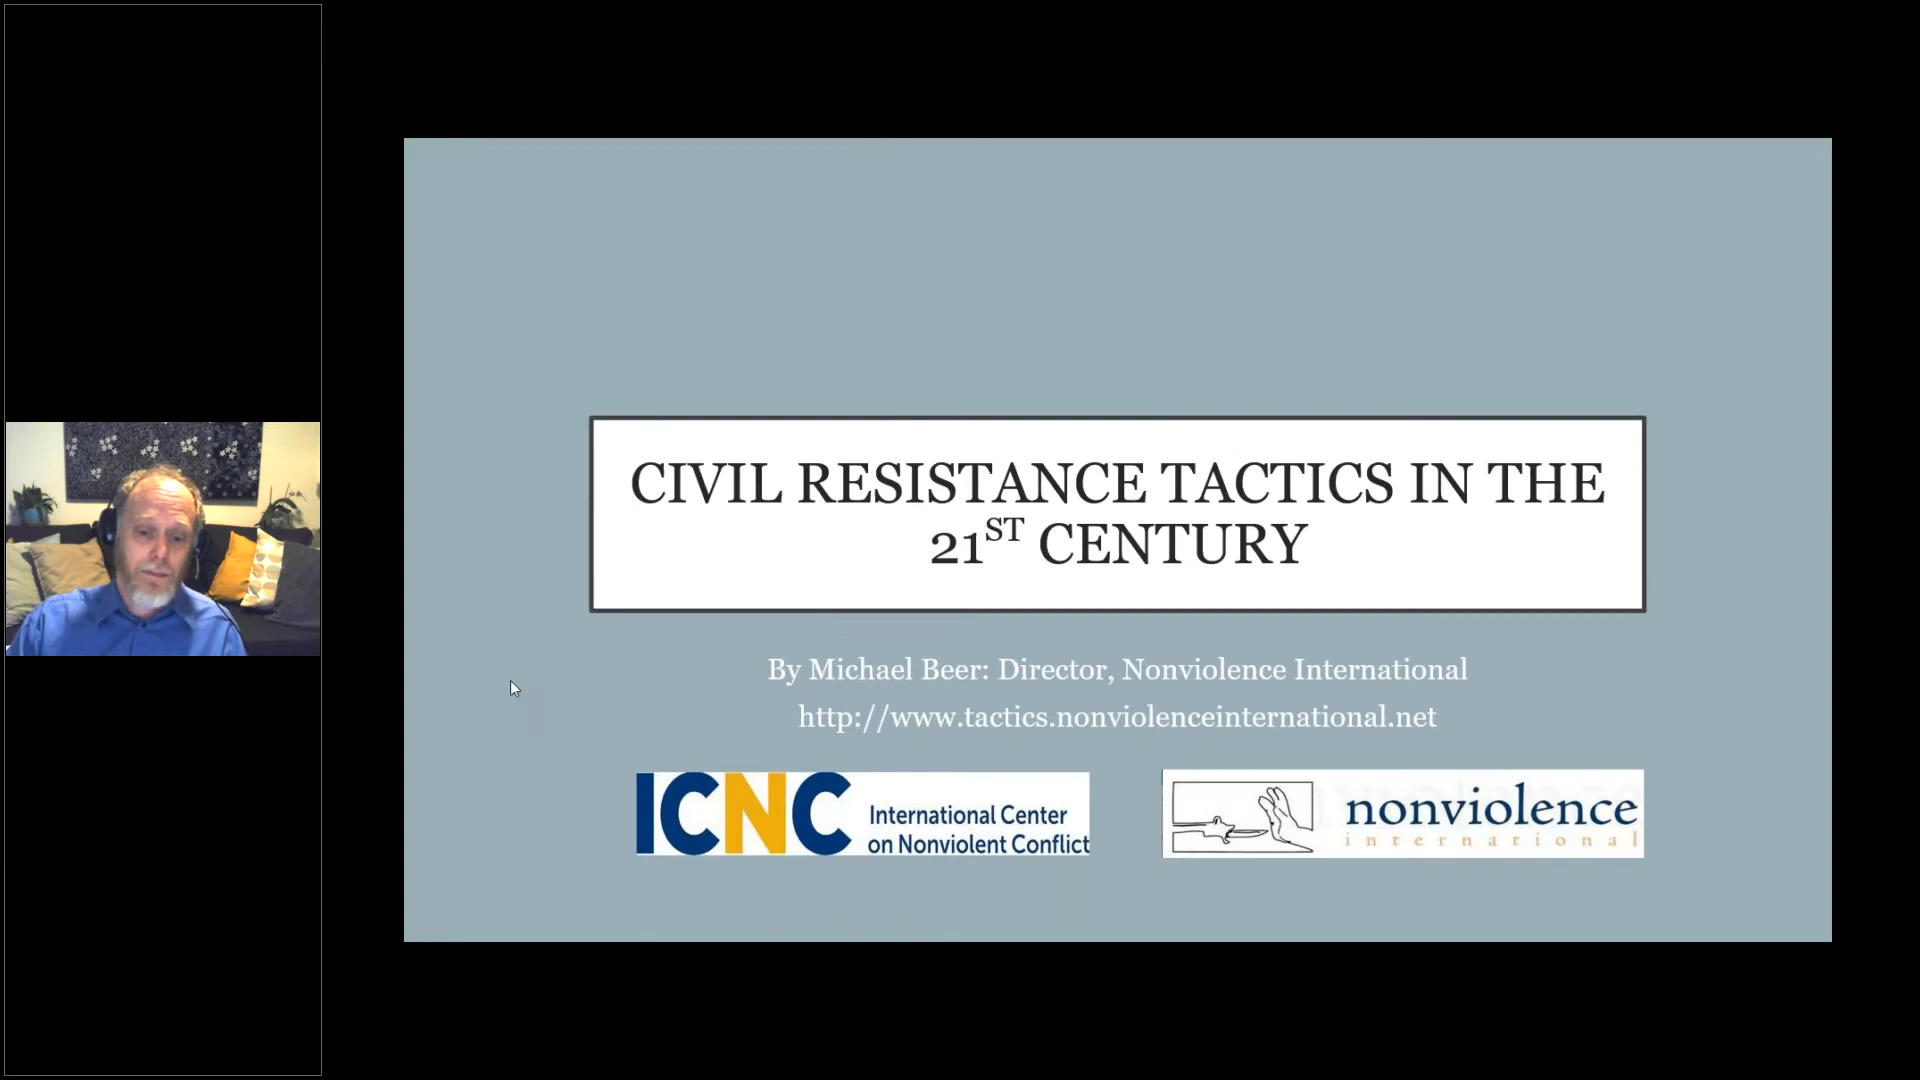 CIVIL RESISTANCE TACTICS IN THE
21ST CENTURY
By Michael Beer: Director, Nonviolence International
http://www.tactics.nonviolenceinternational.net
ICNC International Center
on Nonviolent Conflict
nonviolence
international